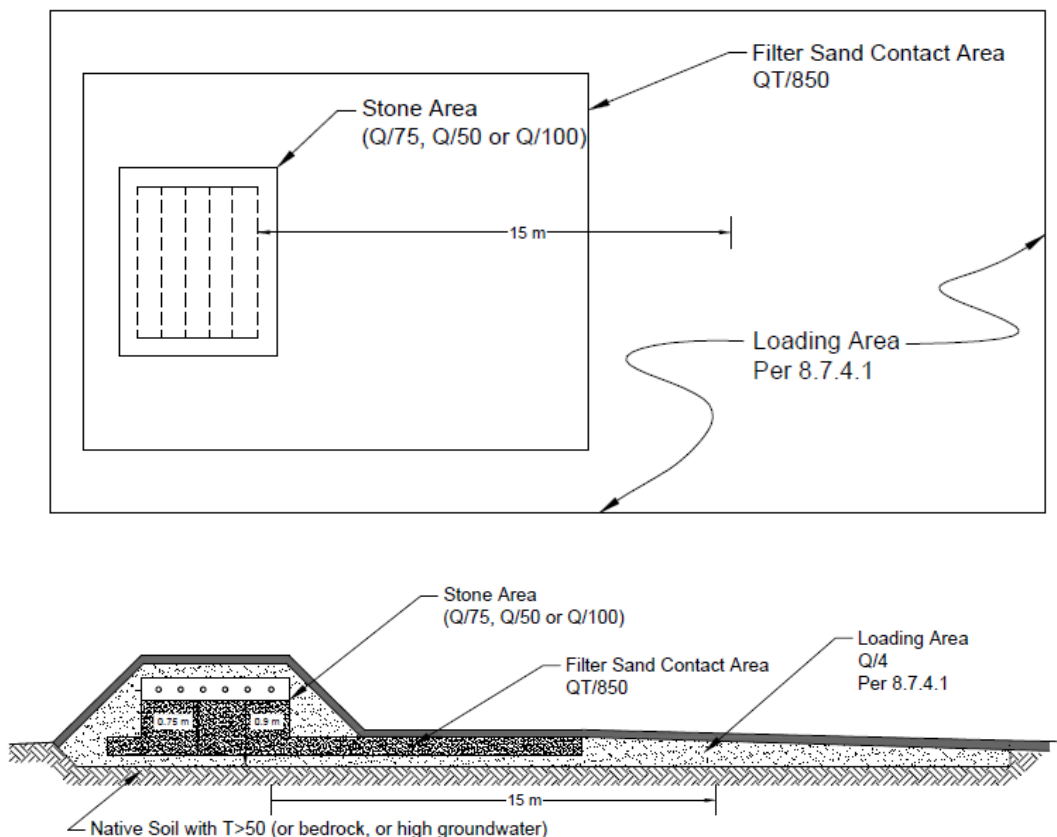 Filter Sand Contact Area
QT/850
Stone Area
(Q/75, Q/50 or Q/100)
15 m
Loading Area
Per 8.7.4.1
Stone Area
(Q/75, Q/50 or Q/100)
Loading Area
Q/4
Per 8.7.4.1
Filter Sand Contact Area
QT/850
0.75 m
0.9 m
15 m
Native Soil with T>50 (or bedrock, or high groundwater)